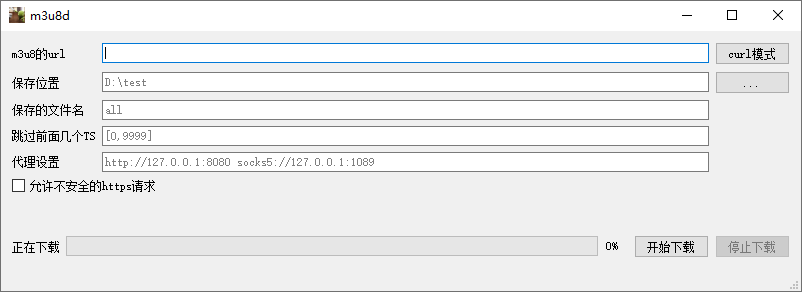 m3u8d
m3u8的url
curl模式
保存位置 D:\test ...
保存的文件名 all
跳过前面几个TS [0,9999]
代理设置 http://127.0.0.1:8080 socks5://127.0.0.1:1089
允许不安全的https请求
正在下载 0% 开始下载 停止下载